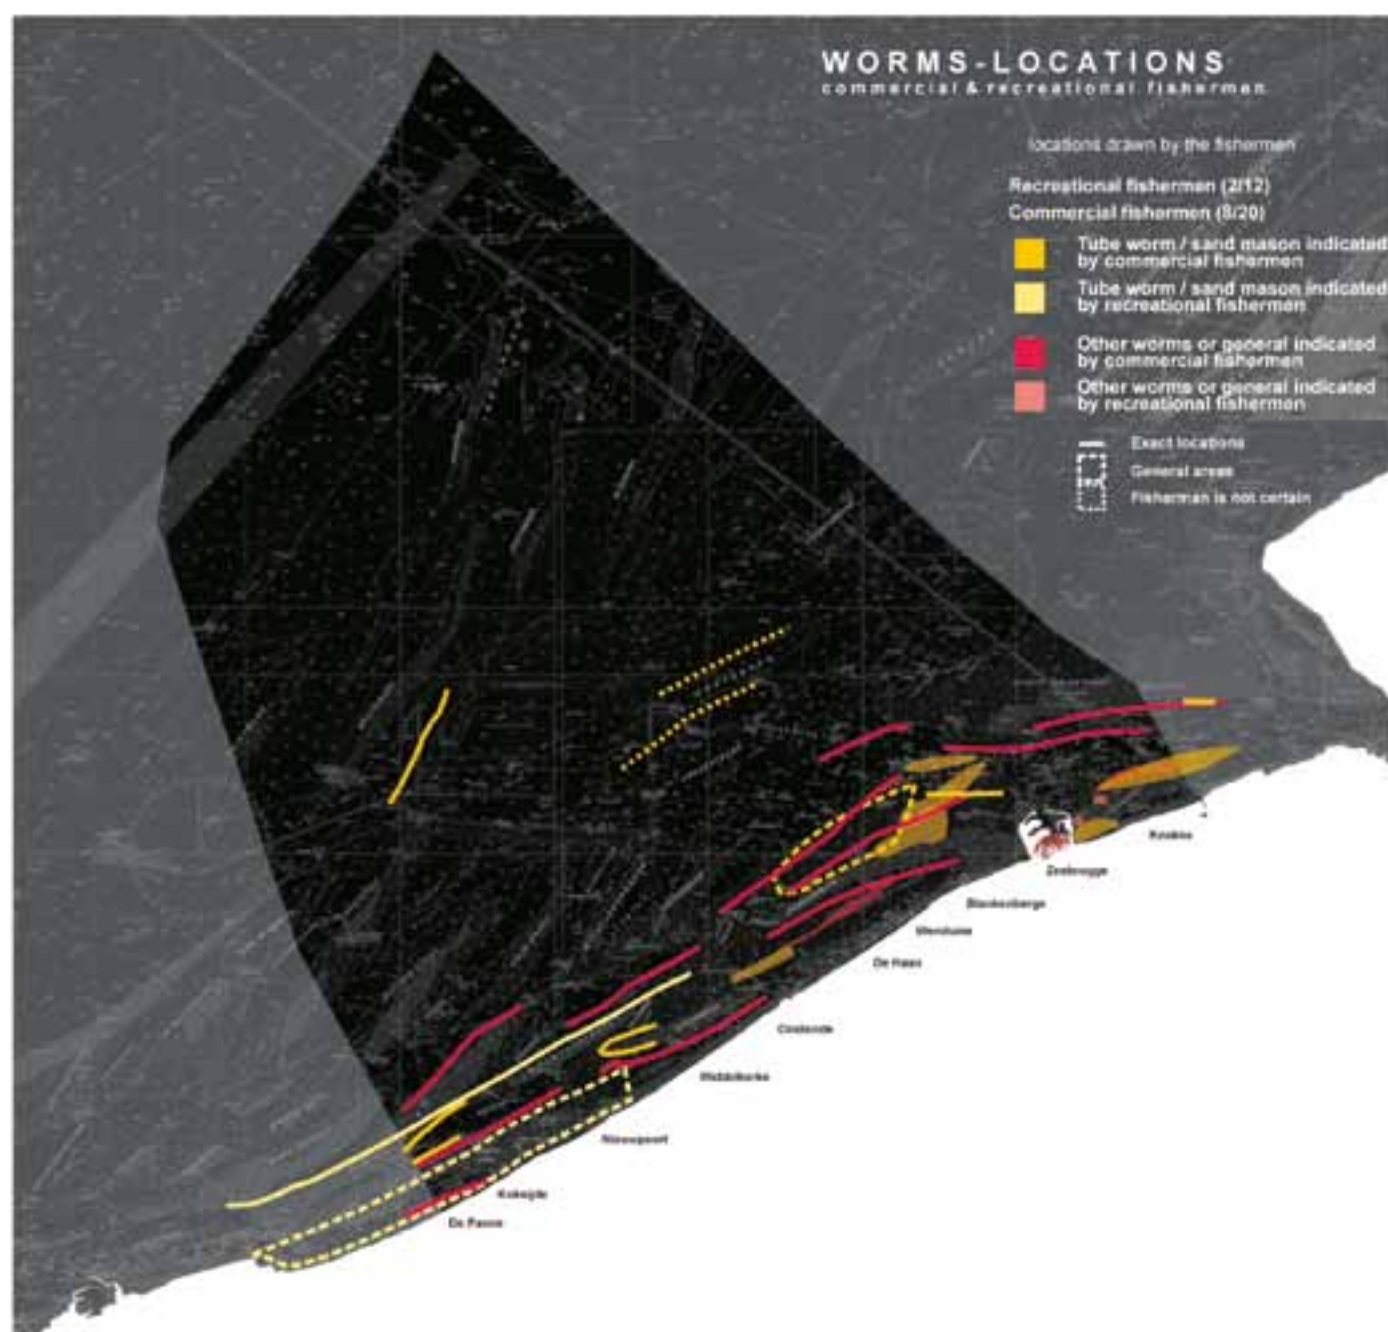 WORMS-LOCATIONS
commercial & recreational fishermen
locations drawn by the fishermen
Recreational fishermen (2/12)
Commercial fishermen (8/20)
Tube worm / sand mason indicated
by commercial fishermen
Tube worm / sand mason indicated
by recreational fishermen
Other worms or general indicated
by commercial fishermen
Other worms or general indicated
by recreational fishermen
Exact locations
General areas
Fisherman is not certain
Knokke
Zeebrugge
Blankenberge
Wenduine
De Haan
Oostende
Middelkerke
Nieuwpoort
Koksijde
De Panne